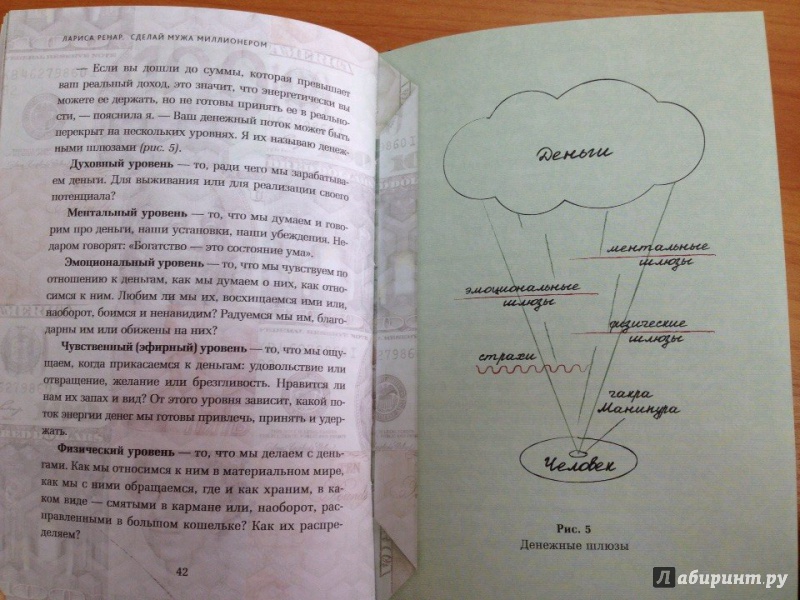 ЛАРИСА РЕНАР. СДЕЛАЙ МУЖА МИЛЛИОНЕРОМ
— Если вы дошли до суммы, которая превышает
ваш реальный доход, это значит, что энергетически вы
можете ее держать, но не готовы принять ее в реально-
сти, — пояснила я. — Ваш денежный поток может быть
перекрыт на нескольких уровнях. Я их называю денеж-
ными шлюзами (рис. 5).
Духовный уровень — то, ради чего мы зарабатыва-
ем деньги. Для выживания или для реализации своего
потенциала?
Ментальный уровень — то, что мы думаем и гово-
рим про деньги, наши установки, наши убеждения. Не-
даром говорят: «Богатство — это состояние ума».
Эмоциональный уровень — то, что мы чувствуем по
отношению к деньгам, как мы думаем о них, как отно-
симся к ним. Любим ли мы их, восхищаемся ими или,
наоборот, боимся и ненавидим? Радуемся мы им, благо-
дарны им или обижены на них?
Чувственный (эфирный) уровень — то, что мы ощу-
щаем, когда прикасаемся к деньгам: удовольствие или
отвращение, желание или брезгливость. Нравится ли
нам их запах и вид? От этого уровня зависит, какой по-
ток энергии денег мы готовы привлечь, принять и удер-
жать.
Физический уровень — то, что мы делаем с день-
гами. Как мы относимся к ним в материальном мире,
как мы с ними обращаемся, где и как храним, в ка-
ком виде — смятыми в кармане или, наоборот, рас-
правленными в большом кошельке? Как их распре-
деляем?
42
Деньги
ментальные
шлюзы
эмоциональные
шлюзы
физические
шлюзы
страхи
чакра
Манипура
Человек
Рис. 5
Денежные шлюзы
Лабиринт.ру